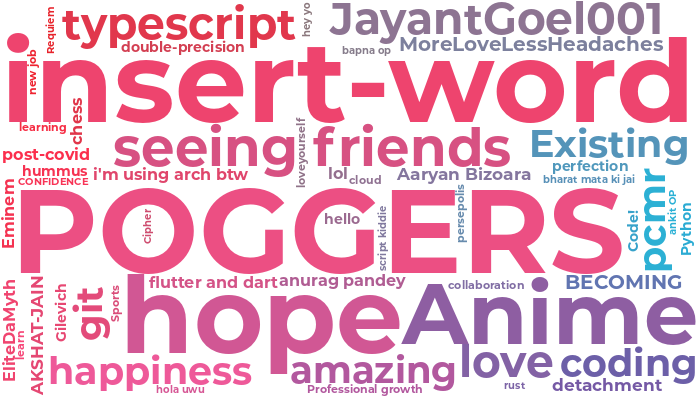 Requiem
typescript
hey yo
JayantGoel001
double-precision
bapna op
MoreLoveLessHeadaches
new job
insert-word
chess
learning
loveyourself
seeing friends
Existing
post-covid
perfection
hummus
i'm using arch btw
lol
cloud
Aaryan Bizoara
bharat mata ki jai
CONFIDENCE
Eminem
POGGERS
Cipher
hello
script kiddie
persepolis
Code!
pcmr
ankit OP
Python
flutter and dart
anurag pandey
collaboration
BECOMING
EliteDaMyth
learn
AKSHAT-JAIN
Gilevich
git
Sports
hope
Anime
happiness
amazing
love
coding
hola uwu
Professional growth
rust
detachment